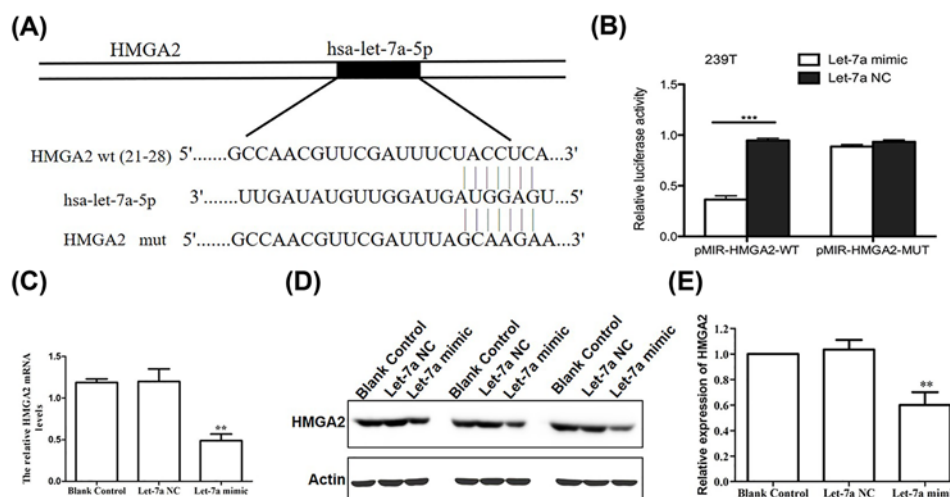 (A)
HMGA2 hsa-let-7a-5p
HMGA2 wt (21-28) 5'.......GCCAACGUUCGAUUUCUACCUCA...3'
hsa-let-7a-5p 3'... UUGAUAUGUUGGAUGAUGGAGU...5'
HMGA2 mut 5'.......GCCAACGUUCGAUUUAGCAAGAA...3'
(B)
239T
Let-7a mimic
Let-7a NC
Relative luciferase activity
1.5
1.0
0.5
0.0
***
pMIR-HMGA2-WT pMIR-HMGA2-MUT
(C)
The relative HMGA2 mRNA
levels
1.5
1.0
0.5
0.0
**
Blank Control Let-7a NC Let-7a mimic
(D)
Blank Control Let-7a NC Let-7a mimic Blank Control Let-7a NC Let-7a mimic Blank Control Let-7a NC Let-7a mimic
HMGA2
Actin
(E)
Relative expression of HMGA2
1.2
1.0
0.8
0.6
0.4
0.2
0.0
**
Blank Control Let-7a NC Let-7a mimic